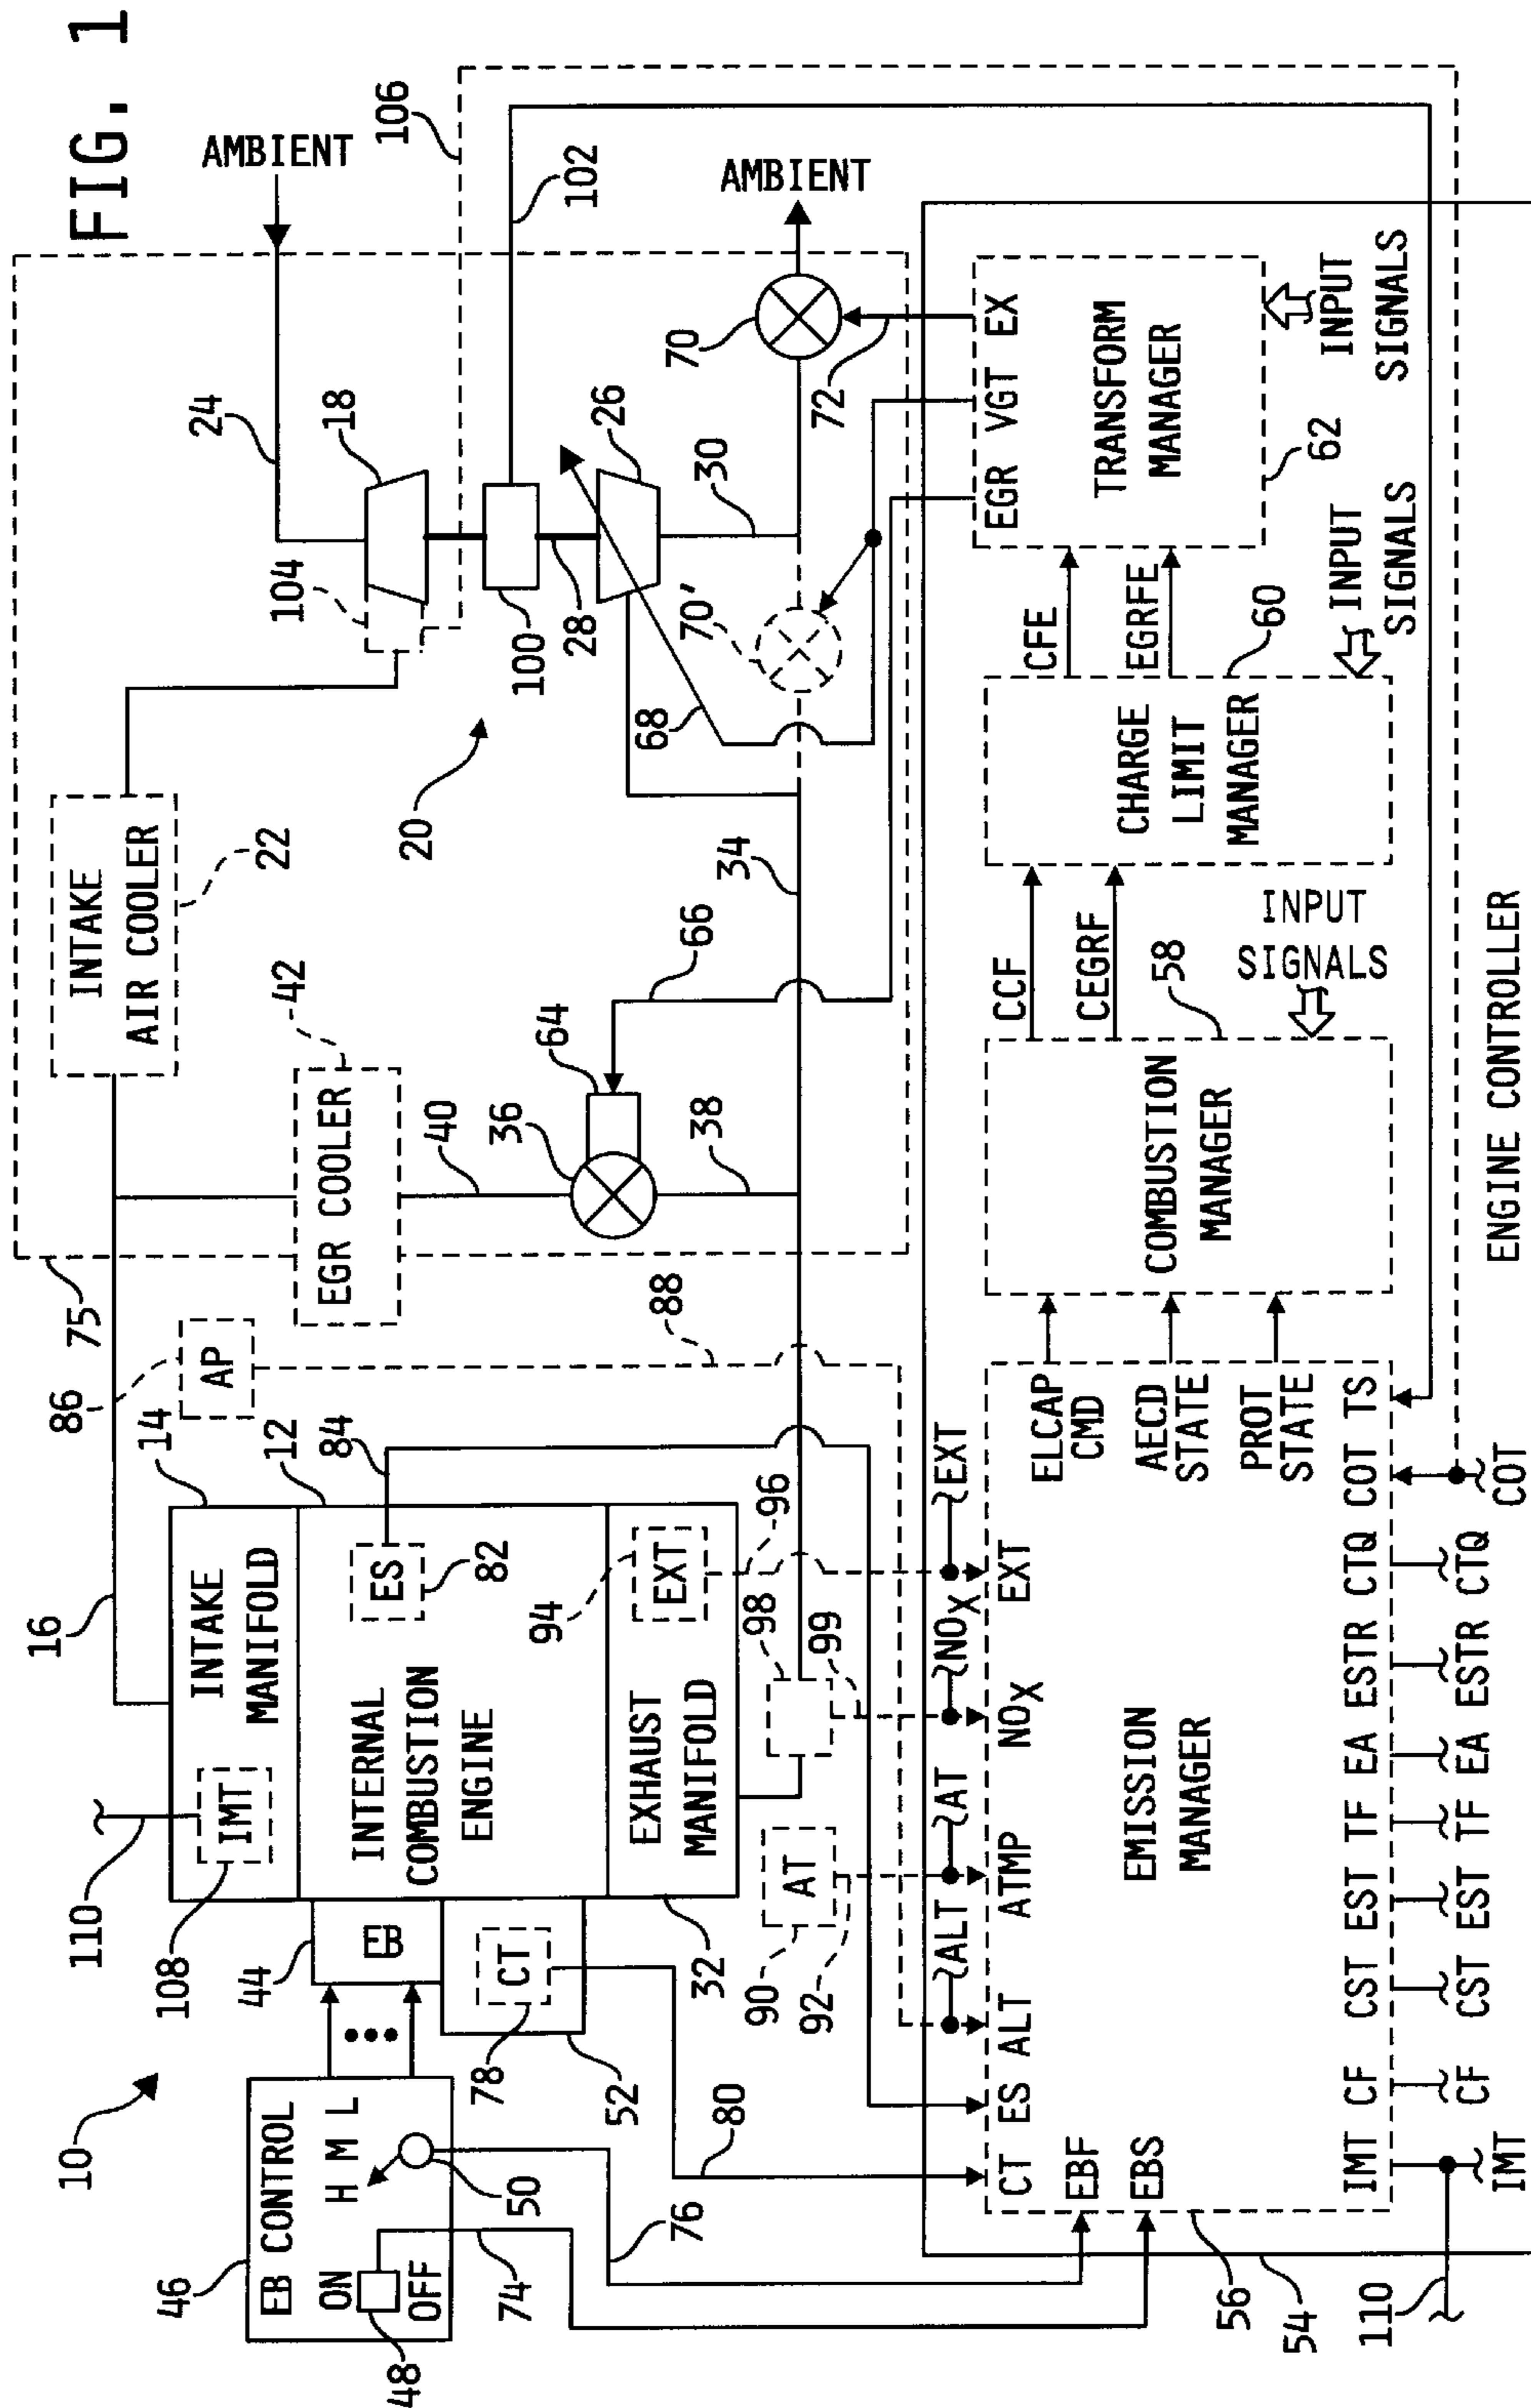 FIG. 1
10
46
EB CONTROL
ON
OFF
H M L
48
50
74
76
110
108
IMT
INTAKE
MANIFOLD
14
16
44
EB
INTERNAL
COMBUSTION
ENGINE
12
ES
82
84
CT
78
52
80
EXHAUST
MANIFOLD
32
94
EXT
96
98
99
AT
90
92
86
AP
88
75
INTAKE
AIR COOLER
22
EGR COOLER
42
40
36
64
66
38
34
20
AMBIENT
24
18
104
100
28
26
68
30
70'
70
72
AMBIENT
102
106
ALT
AT
NOX
EXT
CT
ES
ALT
ATMP
NOX
EXT
EBF
EBS
EMISSION
MANAGER
ELCAP
CMD
AECD
STATE
PROT
STATE
IMT CF CST EST TF EA ESTR CTQ COT TS
IMT CF CST EST TF EA ESTR CTQ COT
110
54
56
COMBUSTION
MANAGER
58
INPUT
SIGNALS
CCF
CEGRF
CHARGE
LIMIT
MANAGER
60
INPUT
SIGNALS
CFE
EGRFE
EGR VGT EX
TRANSFORM
MANAGER
62
INPUT
SIGNALS
ENGINE CONTROLLER